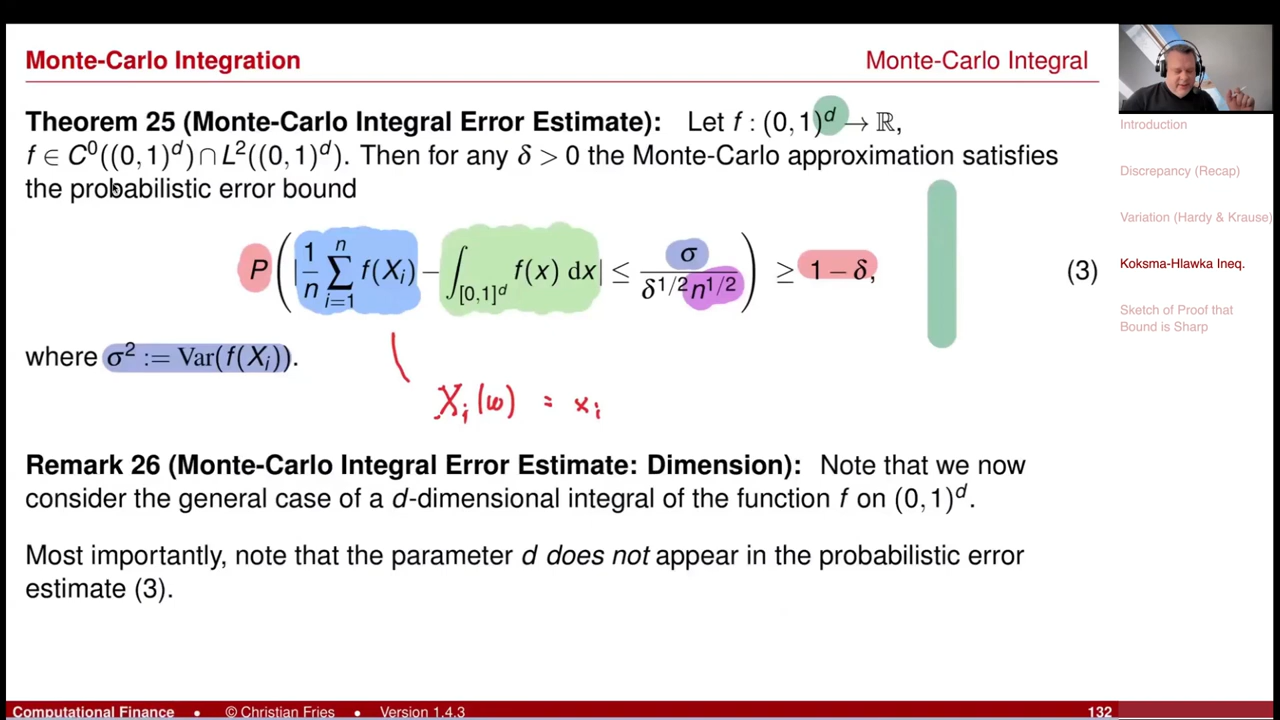 Monte-Carlo Integration Monte-Carlo Integral
Theorem 25 (Monte-Carlo Integral Error Estimate): Let f : (0,1)^d → ℝ,
f ∈ C^0((0,1)^d) ∩ L^2((0,1)^d). Then for any δ > 0 the Monte-Carlo approximation satisfies
the probabilistic error bound
P(|1/n ∑_{i=1}^n f(X_i) − ∫_{[0,1]^d} f(x) dx| ≤ σ/(δ^{1/2} n^{1/2})) ≥ 1 − δ, (3)
where σ^2 := Var(f(X_i)).
X_i(ω) = x_i
Remark 26 (Monte-Carlo Integral Error Estimate: Dimension): Note that we now
consider the general case of a d-dimensional integral of the function f on (0,1)^d.
Most importantly, note that the parameter d does not appear in the probabilistic error
estimate (3).
Introduction
Discrepancy (Recap)
Variation (Hardy & Krause)
Koksma-Hlawka Ineq.
Sketch of Proof that
Bound is Sharp
Computational Finance • © Christian Fries • Version 1.4.3 132